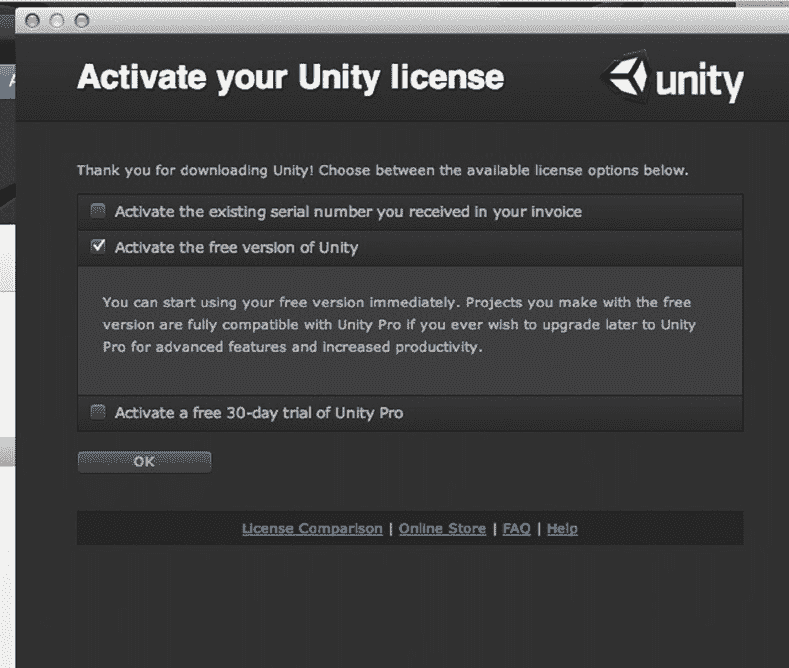 Activate your Unity license
unity
Thank you for downloading Unity! Choose between the available license options below.
Activate the existing serial number you received in your invoice
Activate the free version of Unity
You can start using your free version immediately. Projects you make with the free
version are fully compatible with Unity Pro if you ever wish to upgrade later to Unity
Pro for advanced features and increased productivity.
Activate a free 30-day trial of Unity Pro
OK
License Comparison | Online Store | FAQ | Help